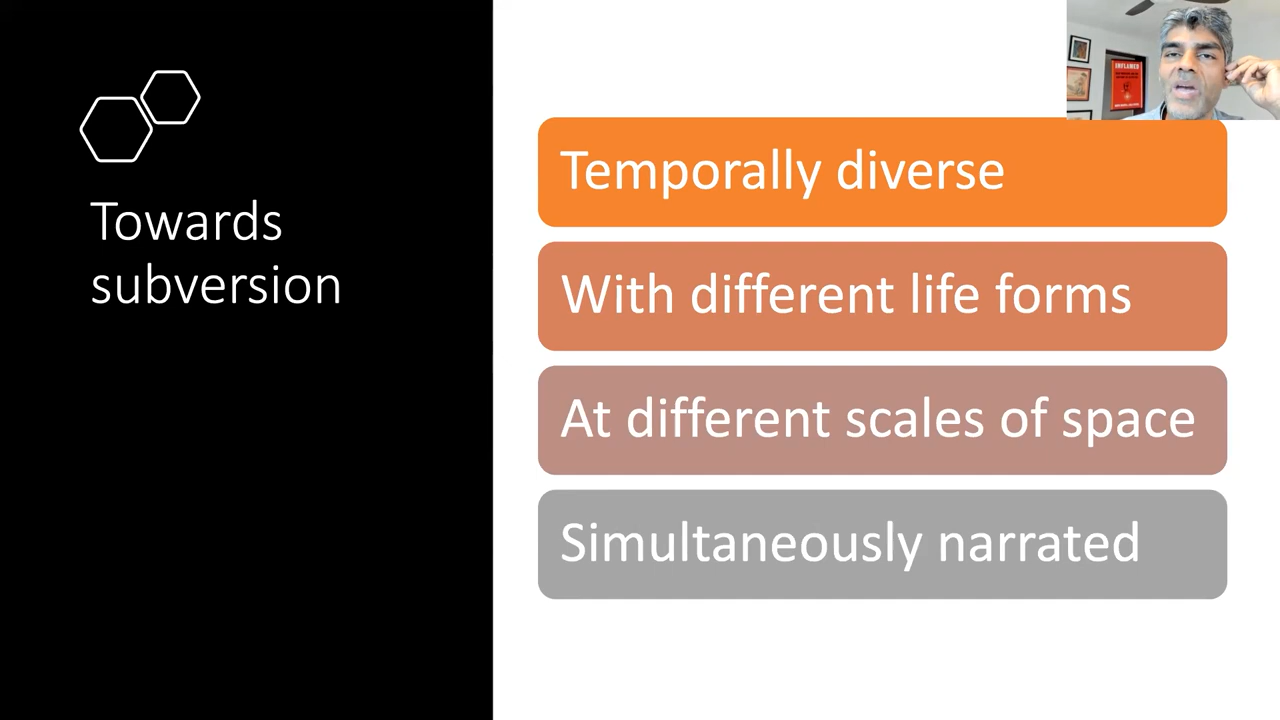 Towards
subversion
Temporally diverse
With different life forms
At different scales of space
Simultaneously narrated
INFLAMED